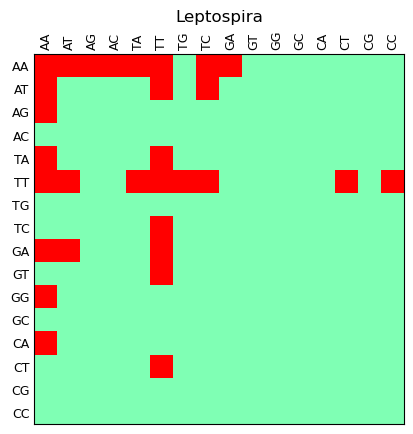 Leptospira
AA AT AG AC TA TT TG TC GA GT GG GC CA CT CG CC
AA
AT
AG
AC
TA
TT
TG
TC
GA
GT
GG
GC
CA
CT
CG
CC